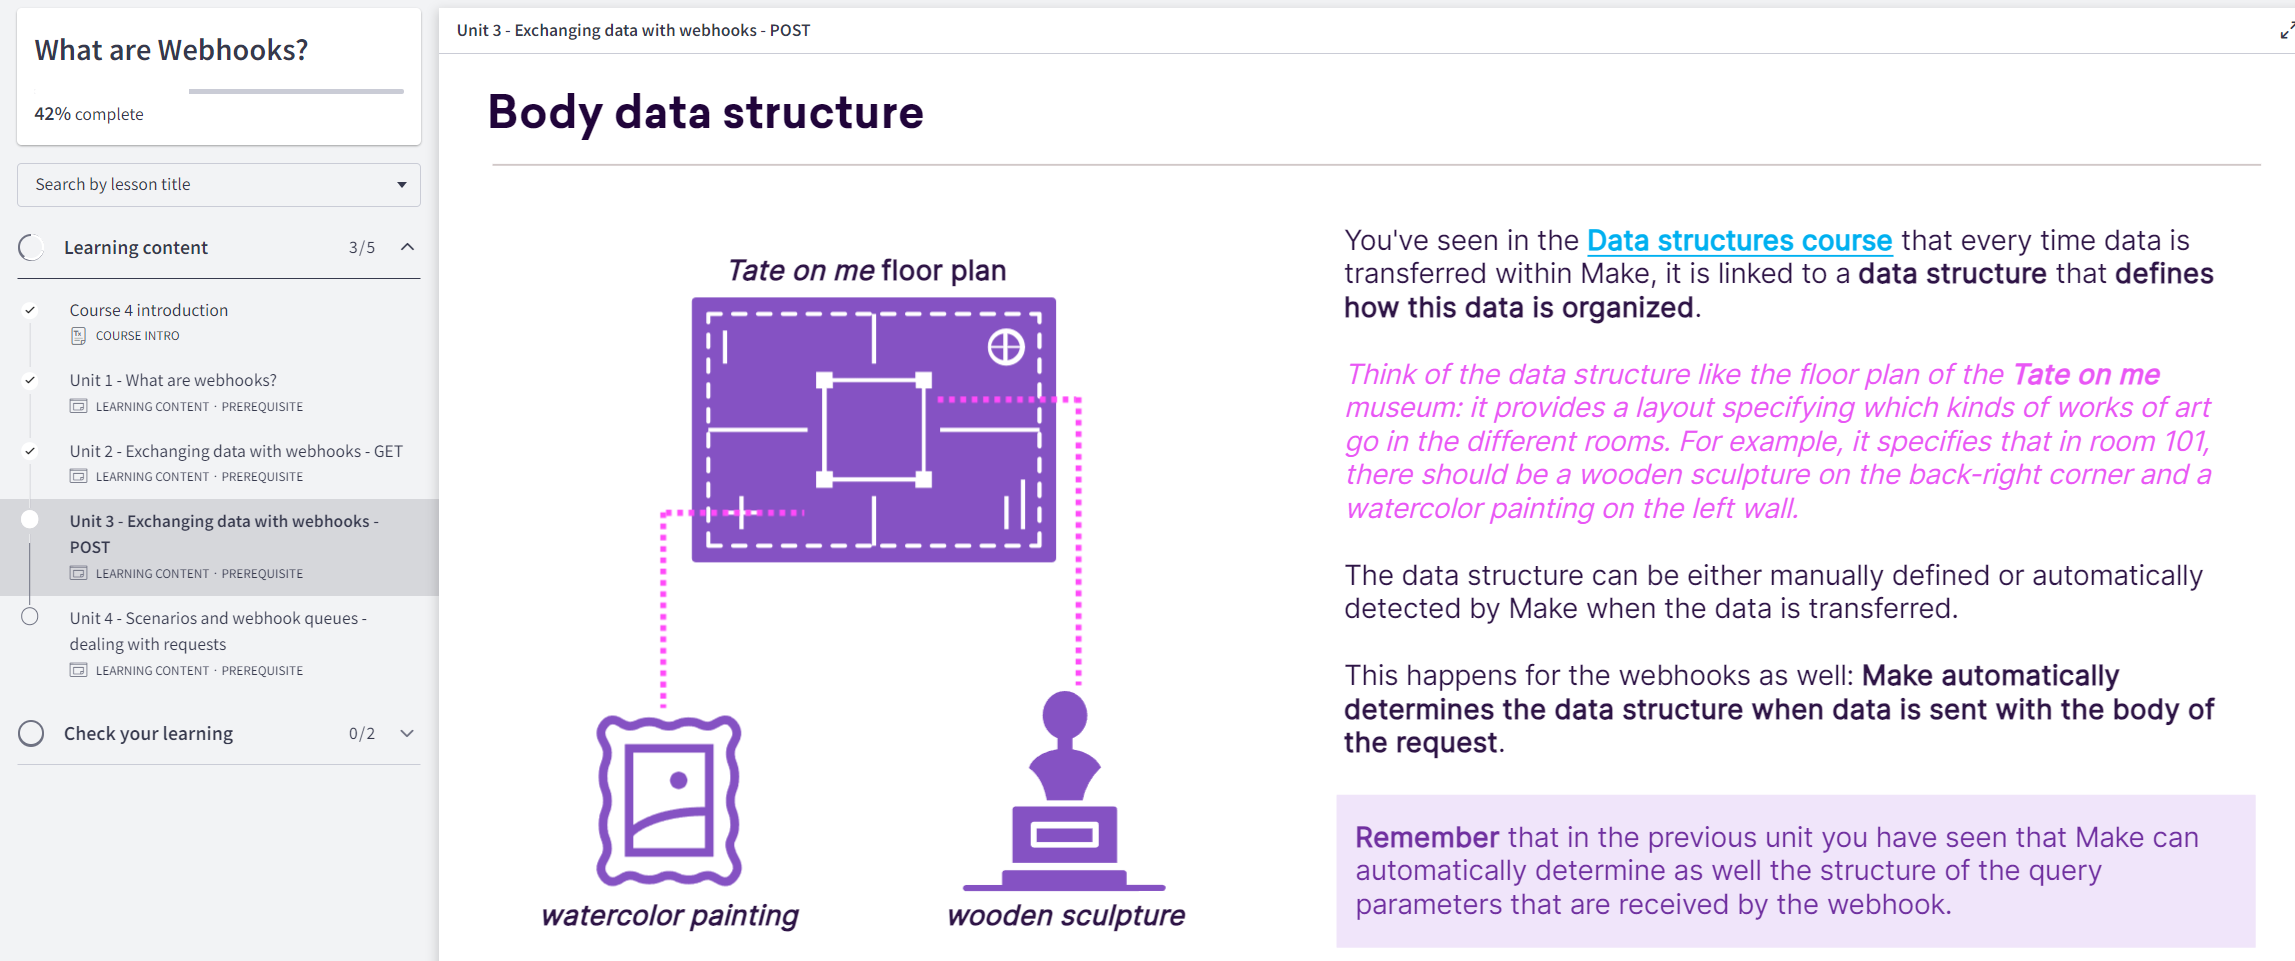 What are Webhooks?
42% complete
Search by lesson title
Learning content 3/5
Course 4 introduction
COURSE INTRO
Unit 1 - What are webhooks?
LEARNING CONTENT · PREREQUISITE
Unit 2 - Exchanging data with webhooks - GET
LEARNING CONTENT · PREREQUISITE
Unit 3 - Exchanging data with webhooks -
POST
LEARNING CONTENT · PREREQUISITE
Unit 4 - Scenarios and webhook queues -
dealing with requests
LEARNING CONTENT · PREREQUISITE
Check your learning 0/2
Unit 3 - Exchanging data with webhooks - POST
Body data structure
Tate on me floor plan
watercolor painting
wooden sculpture
You've seen in the Data structures course that every time data is
transferred within Make, it is linked to a data structure that defines
how this data is organized.
Think of the data structure like the floor plan of the Tate on me
museum: it provides a layout specifying which kinds of works of art
go in the different rooms. For example, it specifies that in room 101,
there should be a wooden sculpture on the back-right corner and a
watercolor painting on the left wall.
The data structure can be either manually defined or automatically
detected by Make when the data is transferred.
This happens for the webhooks as well: Make automatically
determines the data structure when data is sent with the body of
the request.
Remember that in the previous unit you have seen that Make can
automatically determine as well the structure of the query
parameters that are received by the webhook.